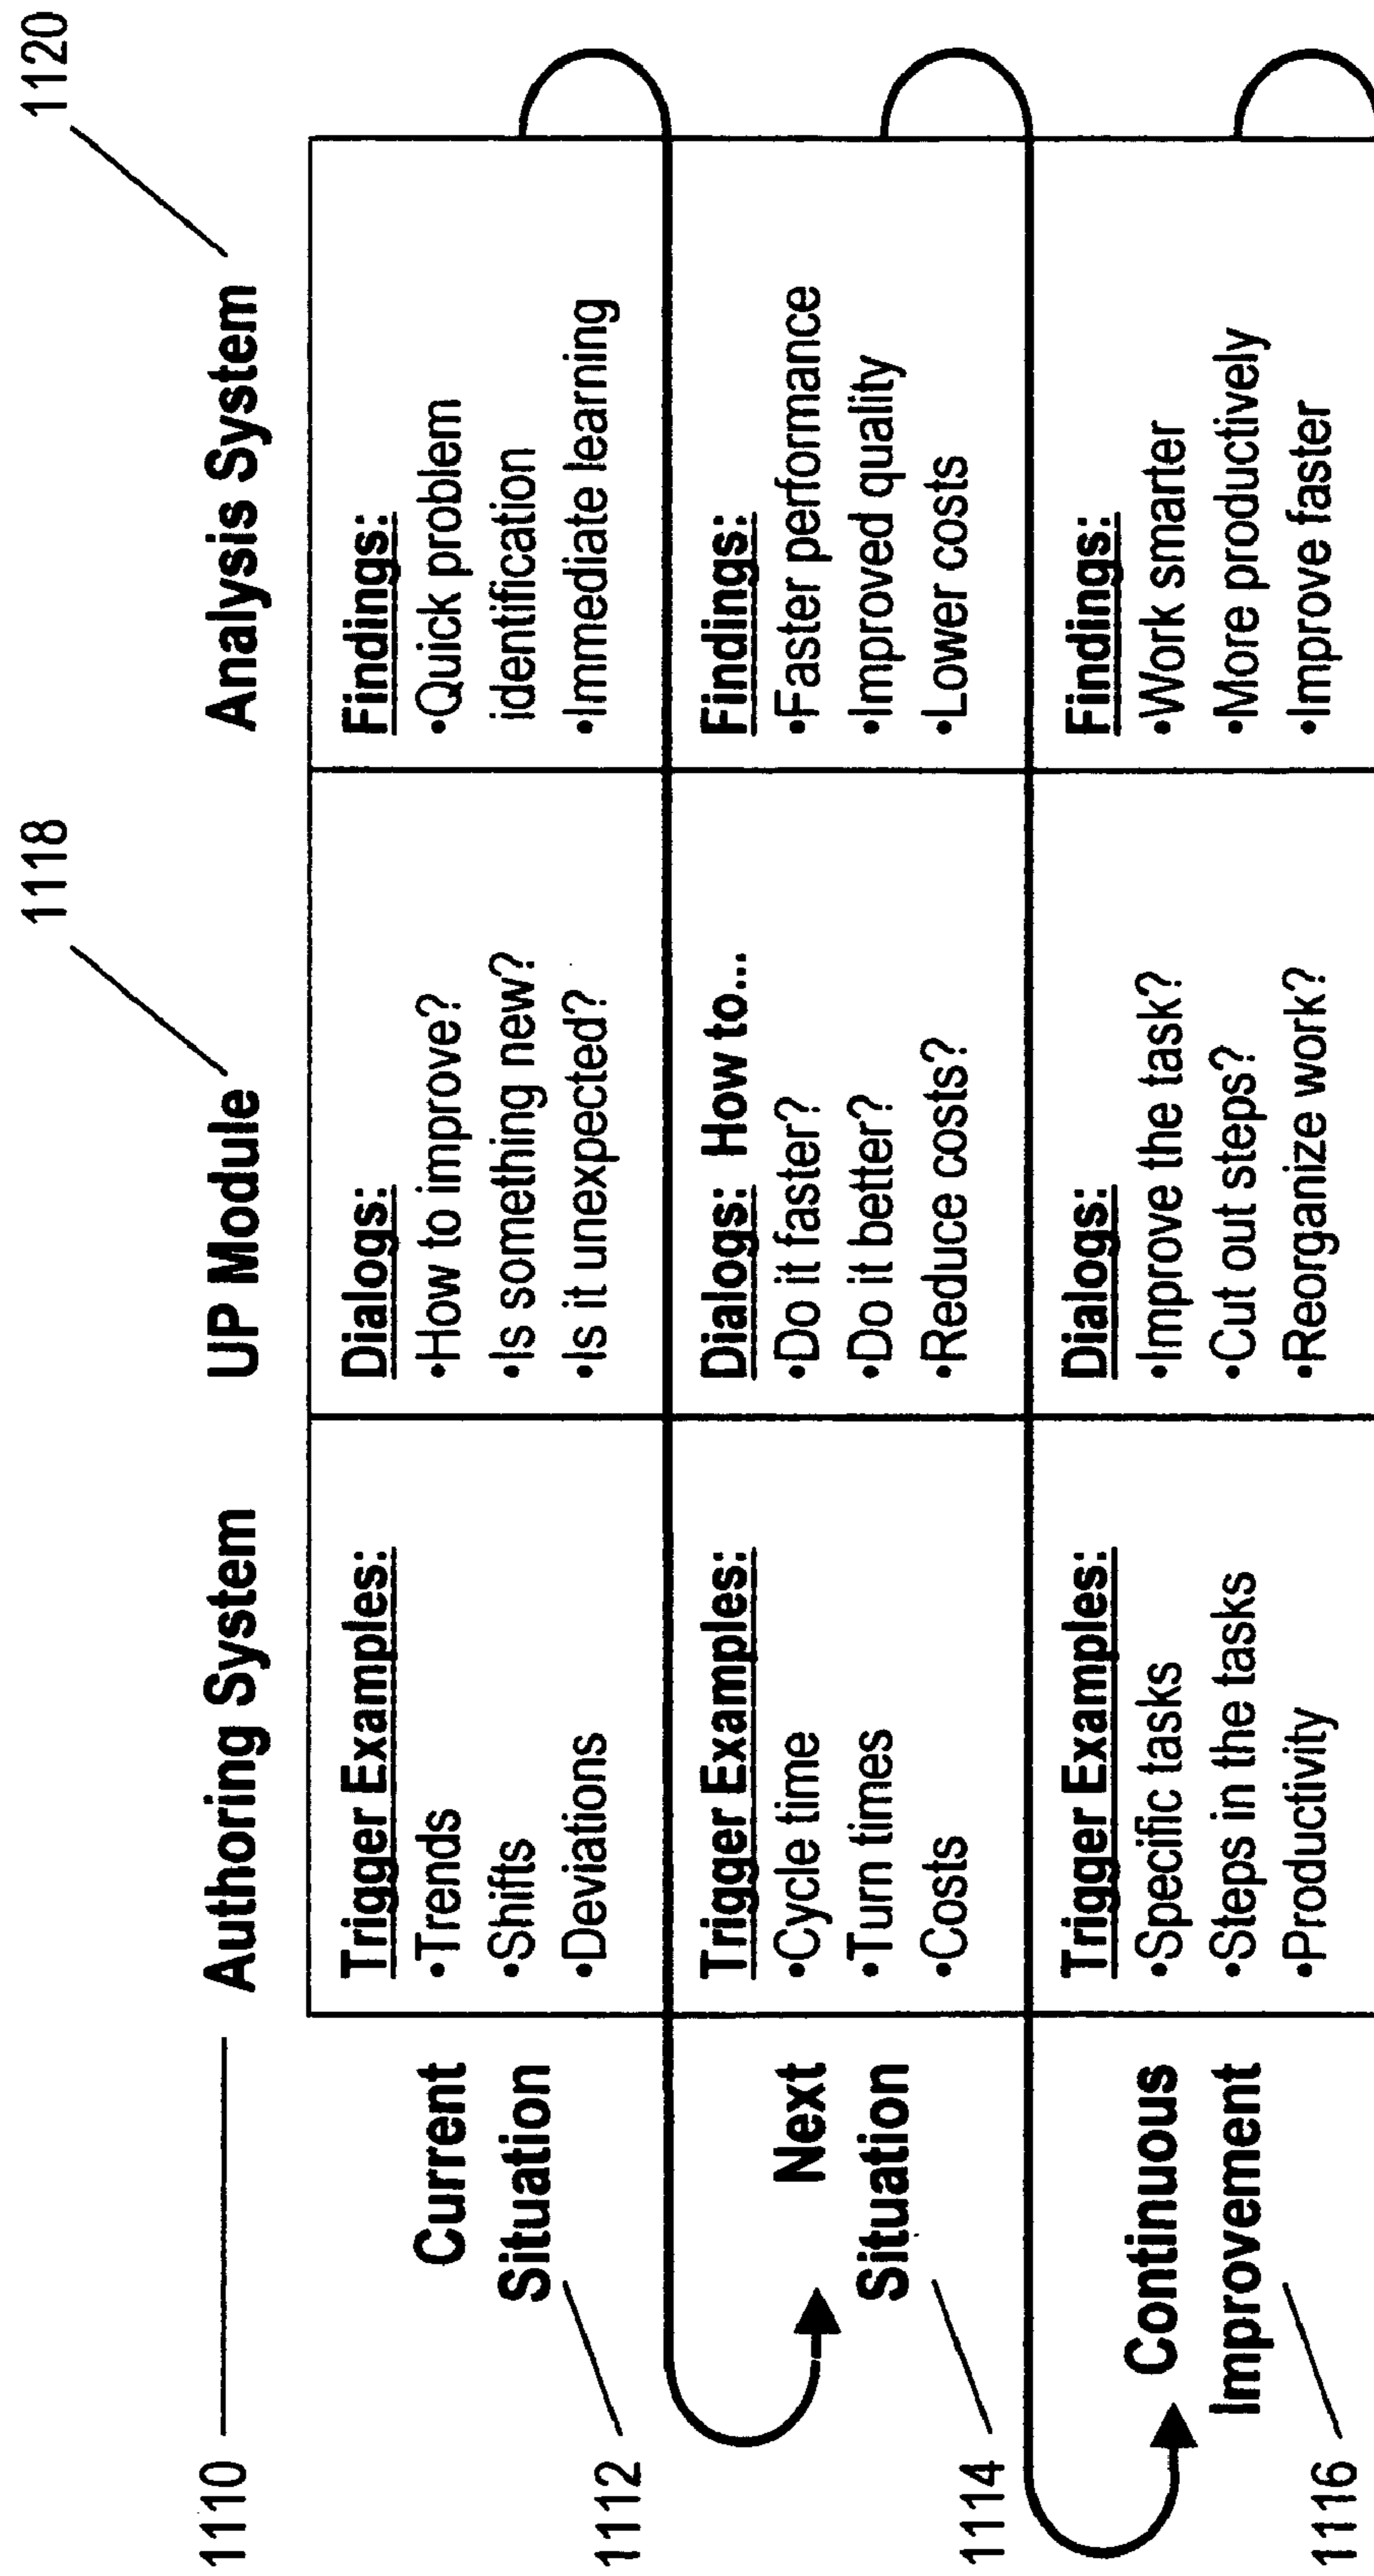 1118
1120
1110
Authoring System
UP Module
Analysis System
Current
Situation
1112
Trigger Examples:
•Trends
•Shifts
•Deviations
Dialogs:
•How to improve?
•Is something new?
•Is it unexpected?
Findings:
•Quick problem
identification
•Immediate learning
Next
Situation
1114
Trigger Examples:
•Cycle time
•Turn times
•Costs
Dialogs: How to...
•Do it faster?
•Do it better?
•Reduce costs?
Findings:
•Faster performance
•Improved quality
•Lower costs
Continuous
Improvement
1116
Trigger Examples:
•Specific tasks
•Steps in the tasks
•Productivity
Dialogs:
•Improve the task?
•Cut out steps?
•Reorganize work?
Findings:
•Work smarter
•More productively
•Improve faster